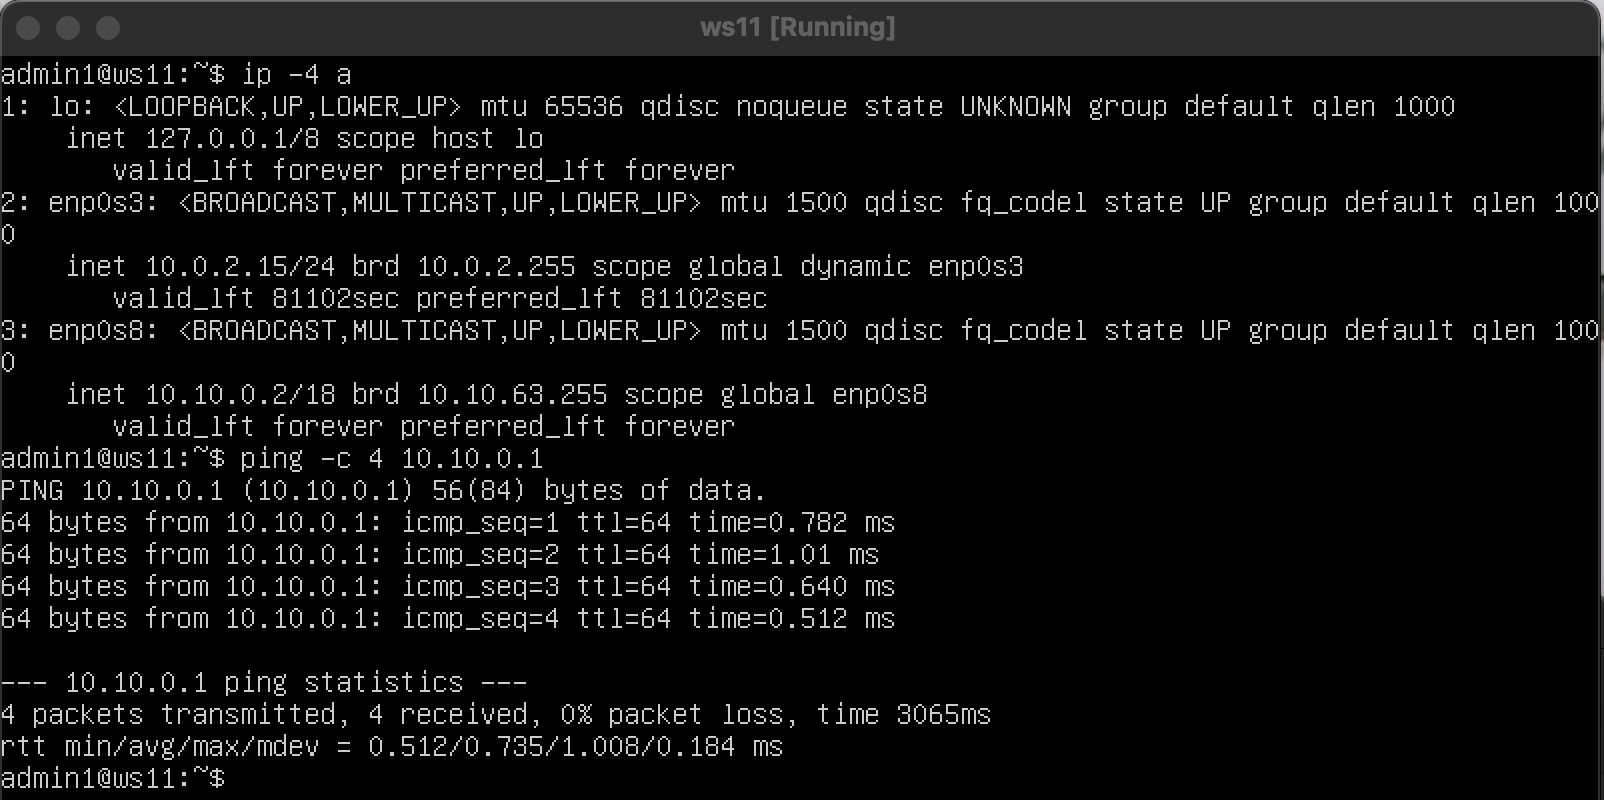 ws11 [Running]
admin1@ws11:~$ ip -4 a
1: lo: <LOOPBACK,UP,LOWER_UP> mtu 65536 qdisc noqueue state UNKNOWN group default qlen 1000
    inet 127.0.0.1/8 scope host lo
       valid_lft forever preferred_lft forever
2: enp0s3: <BROADCAST,MULTICAST,UP,LOWER_UP> mtu 1500 qdisc fq_codel state UP group default qlen 100
0
    inet 10.0.2.15/24 brd 10.0.2.255 scope global dynamic enp0s3
       valid_lft 81102sec preferred_lft 81102sec
3: enp0s8: <BROADCAST,MULTICAST,UP,LOWER_UP> mtu 1500 qdisc fq_codel state UP group default qlen 100
0
    inet 10.10.0.2/18 brd 10.10.63.255 scope global enp0s8
       valid_lft forever preferred_lft forever
admin1@ws11:~$ ping -c 4 10.10.0.1
PING 10.10.0.1 (10.10.0.1) 56(84) bytes of data.
64 bytes from 10.10.0.1: icmp_seq=1 ttl=64 time=0.782 ms
64 bytes from 10.10.0.1: icmp_seq=2 ttl=64 time=1.01 ms
64 bytes from 10.10.0.1: icmp_seq=3 ttl=64 time=0.640 ms
64 bytes from 10.10.0.1: icmp_seq=4 ttl=64 time=0.512 ms

--- 10.10.0.1 ping statistics ---
4 packets transmitted, 4 received, 0% packet loss, time 3065ms
rtt min/avg/max/mdev = 0.512/0.735/1.008/0.184 ms
admin1@ws11:~$